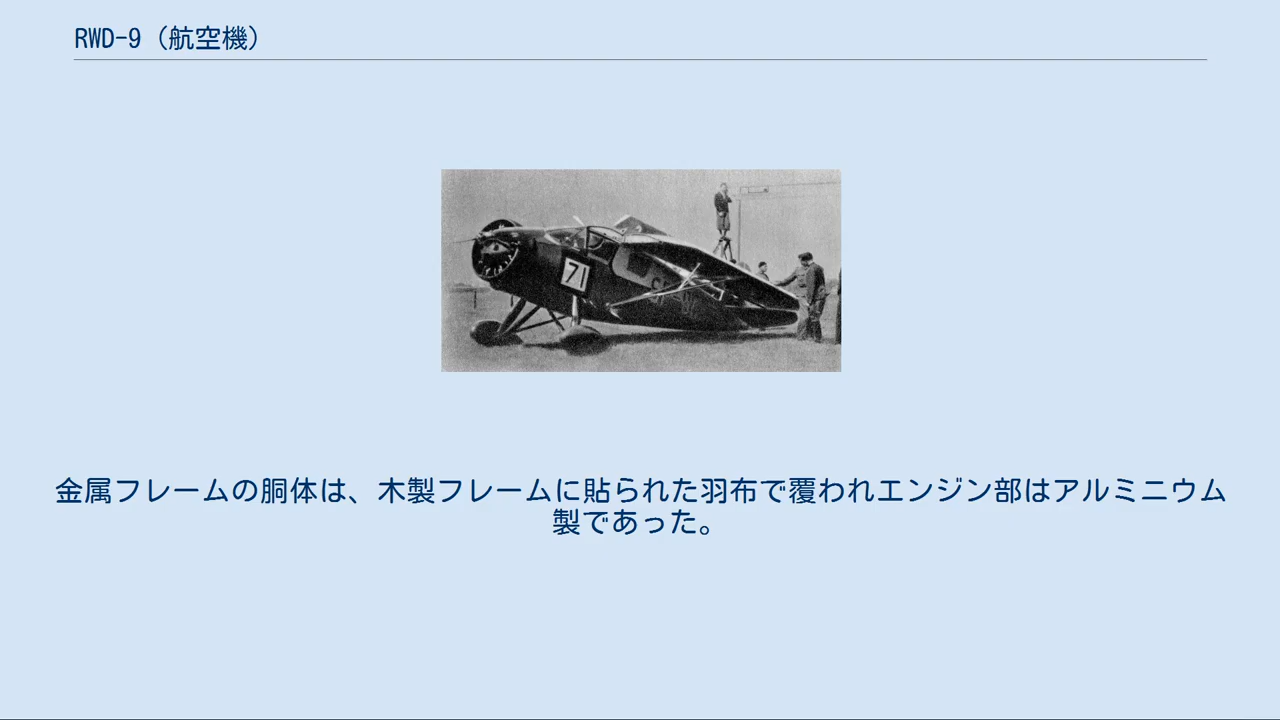 RWD-9（航空機）
71
金属フレームの胴体は、木製フレームに貼られた羽布で覆われエンジン部はアルミニウム
製であった。